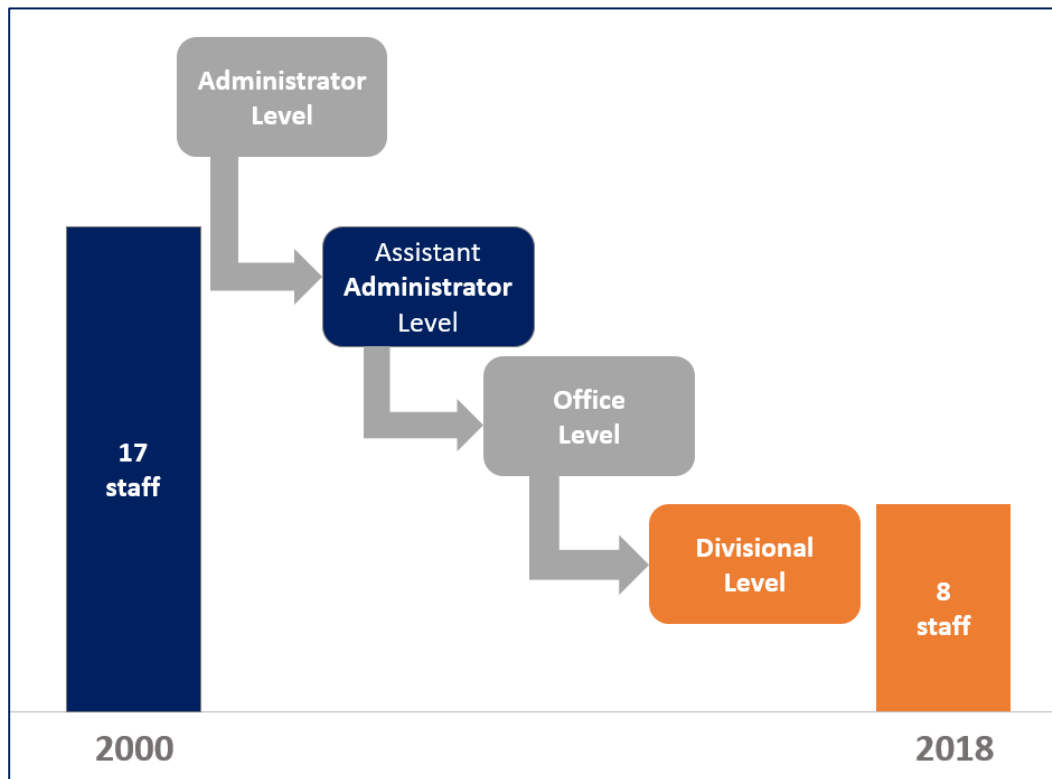 Administrator
Level
Assistant
Administrator
Level
Office
Level
17
staff
Divisional
Level
8
staff
2000
2018